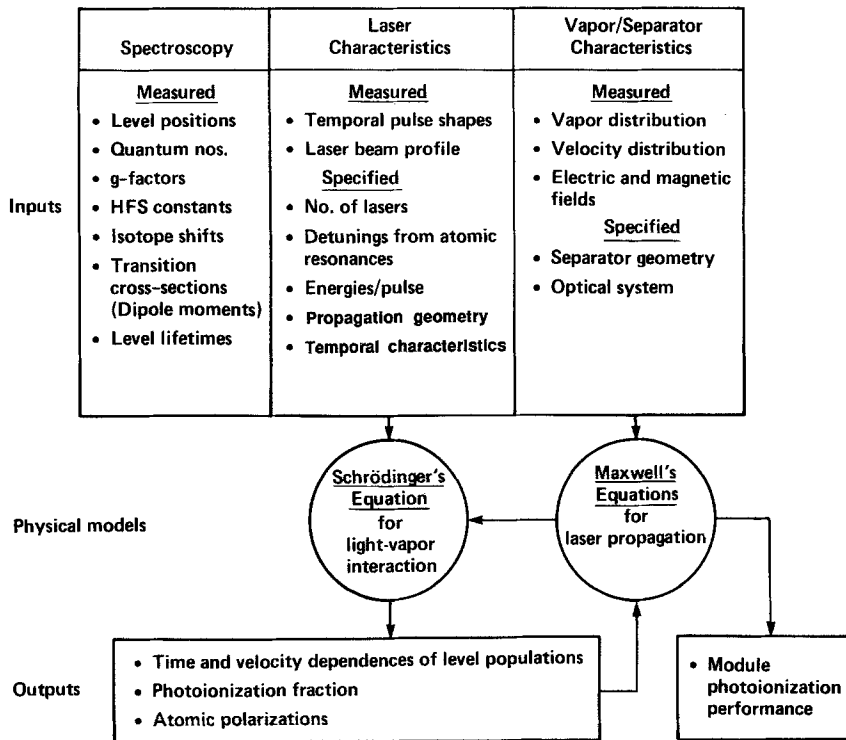 Spectroscopy
Laser
Characteristics
Vapor/Separator
Characteristics
Inputs
Measured
• Level positions
• Quantum nos.
• g-factors
• HFS constants
• Isotope shifts
• Transition
cross-sections
(Dipole moments)
• Level lifetimes
Measured
• Temporal pulse shapes
• Laser beam profile
Specified
• No. of lasers
• Detunings from atomic
resonances
• Energies/pulse
• Propagation geometry
• Temporal characteristics
Measured
• Vapor distribution
• Velocity distribution
• Electric and magnetic
fields
Specified
• Separator geometry
• Optical system
Physical models
Schrödinger's
Equation
for
light-vapor
interaction
Maxwell's
Equations
for
laser propagation
Outputs
• Time and velocity dependences of level populations
• Photoionization fraction
• Atomic polarizations
• Module
photoionization
performance